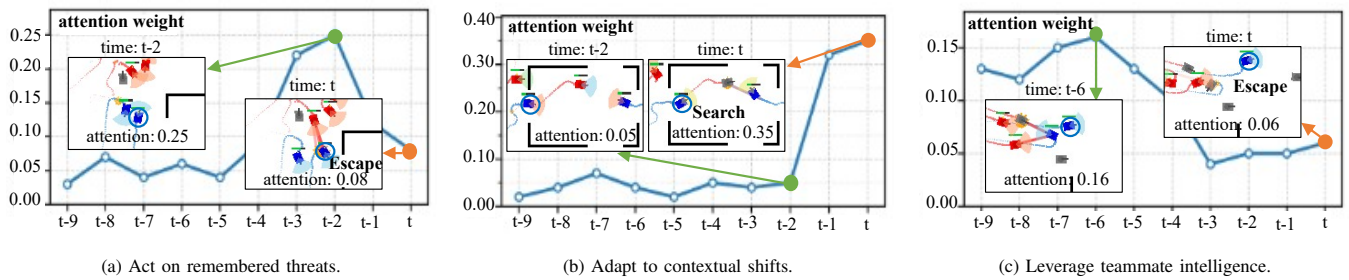 attention weight
0.25
0.20
0.15
0.10
0.05
0.00
time: t-2
attention: 0.25
time: t
Escape
attention: 0.08
t-9 t-8 t-7 t-6 t-5 t-4 t-3 t-2 t-1 t
(a) Act on remembered threats.
attention weight
0.40
0.30
0.20
0.10
0.00
time: t-2
attention: 0.05
time: t
Search
attention: 0.35
t-9 t-8 t-7 t-6 t-5 t-4 t-3 t-2 t-1 t
(b) Adapt to contextual shifts.
attention weight
0.15
0.10
0.05
0.00
time: t-6
attention: 0.16
time: t
Escape
attention: 0.06
t-9 t-8 t-7 t-6 t-5 t-4 t-3 t-2 t-1 t
(c) Leverage teammate intelligence.